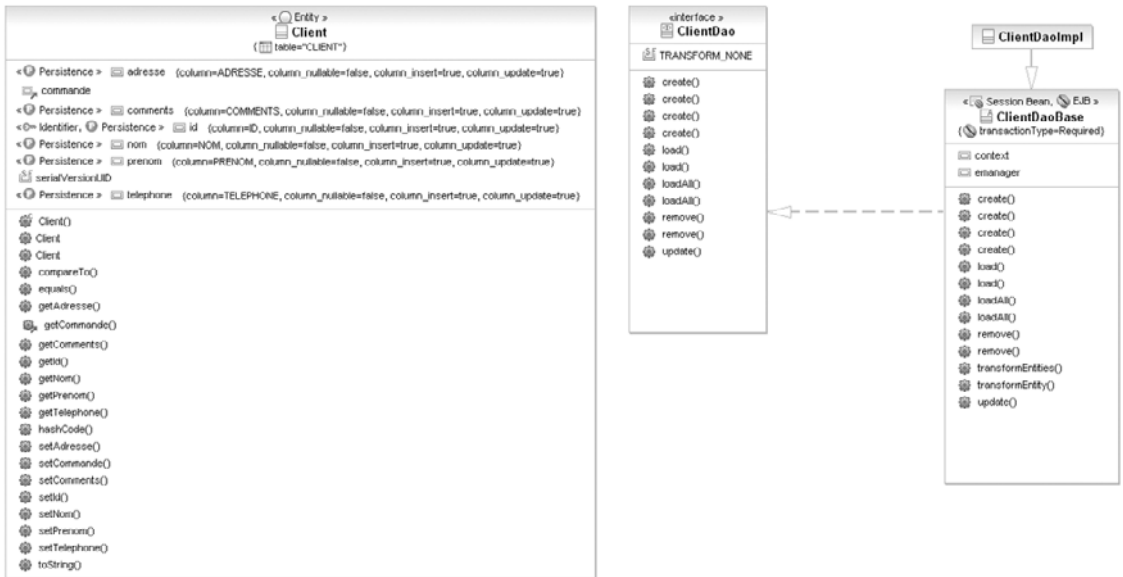 « Entity »
Client
{ table="CLIENT"}
« Persistence » adresse (column=ADRESSE, column_nullable=false, column_insert=true, column_update=true)
commande
« Persistence » comments (column=COMMENTS, column_nullable=false, column_insert=true, column_update=true)
« Identifier, Persistence » id (column=ID, column_nullable=false, column_insert=true, column_update=true)
« Persistence » nom (column=NOM, column_nullable=false, column_insert=true, column_update=true)
« Persistence » prenom (column=PRENOM, column_nullable=false, column_insert=true, column_update=true)
serialVersionUID
« Persistence » telephone (column=TELEPHONE, column_nullable=false, column_insert=true, column_update=true)
Client()
Client
Client
compareTo()
equals()
getAdresse()
getCommande()
getComments()
getId()
getNom()
getPrenom()
getTelephone()
hashCode()
setAdresse()
setCommande()
setComments()
setId()
setNom()
setPrenom()
setTelephone()
toString()
«interface »
ClientDao
TRANSFORM_NONE
create()
create()
create()
create()
load()
load()
loadAll()
loadAll()
remove()
remove()
update()
ClientDaoImpl
« Session Bean, EJB »
ClientDaoBase
{ transactionType=Required}
context
emanager
create()
create()
create()
create()
load()
load()
loadAll()
loadAll()
remove()
remove()
transformEntities()
transformEntity()
update()